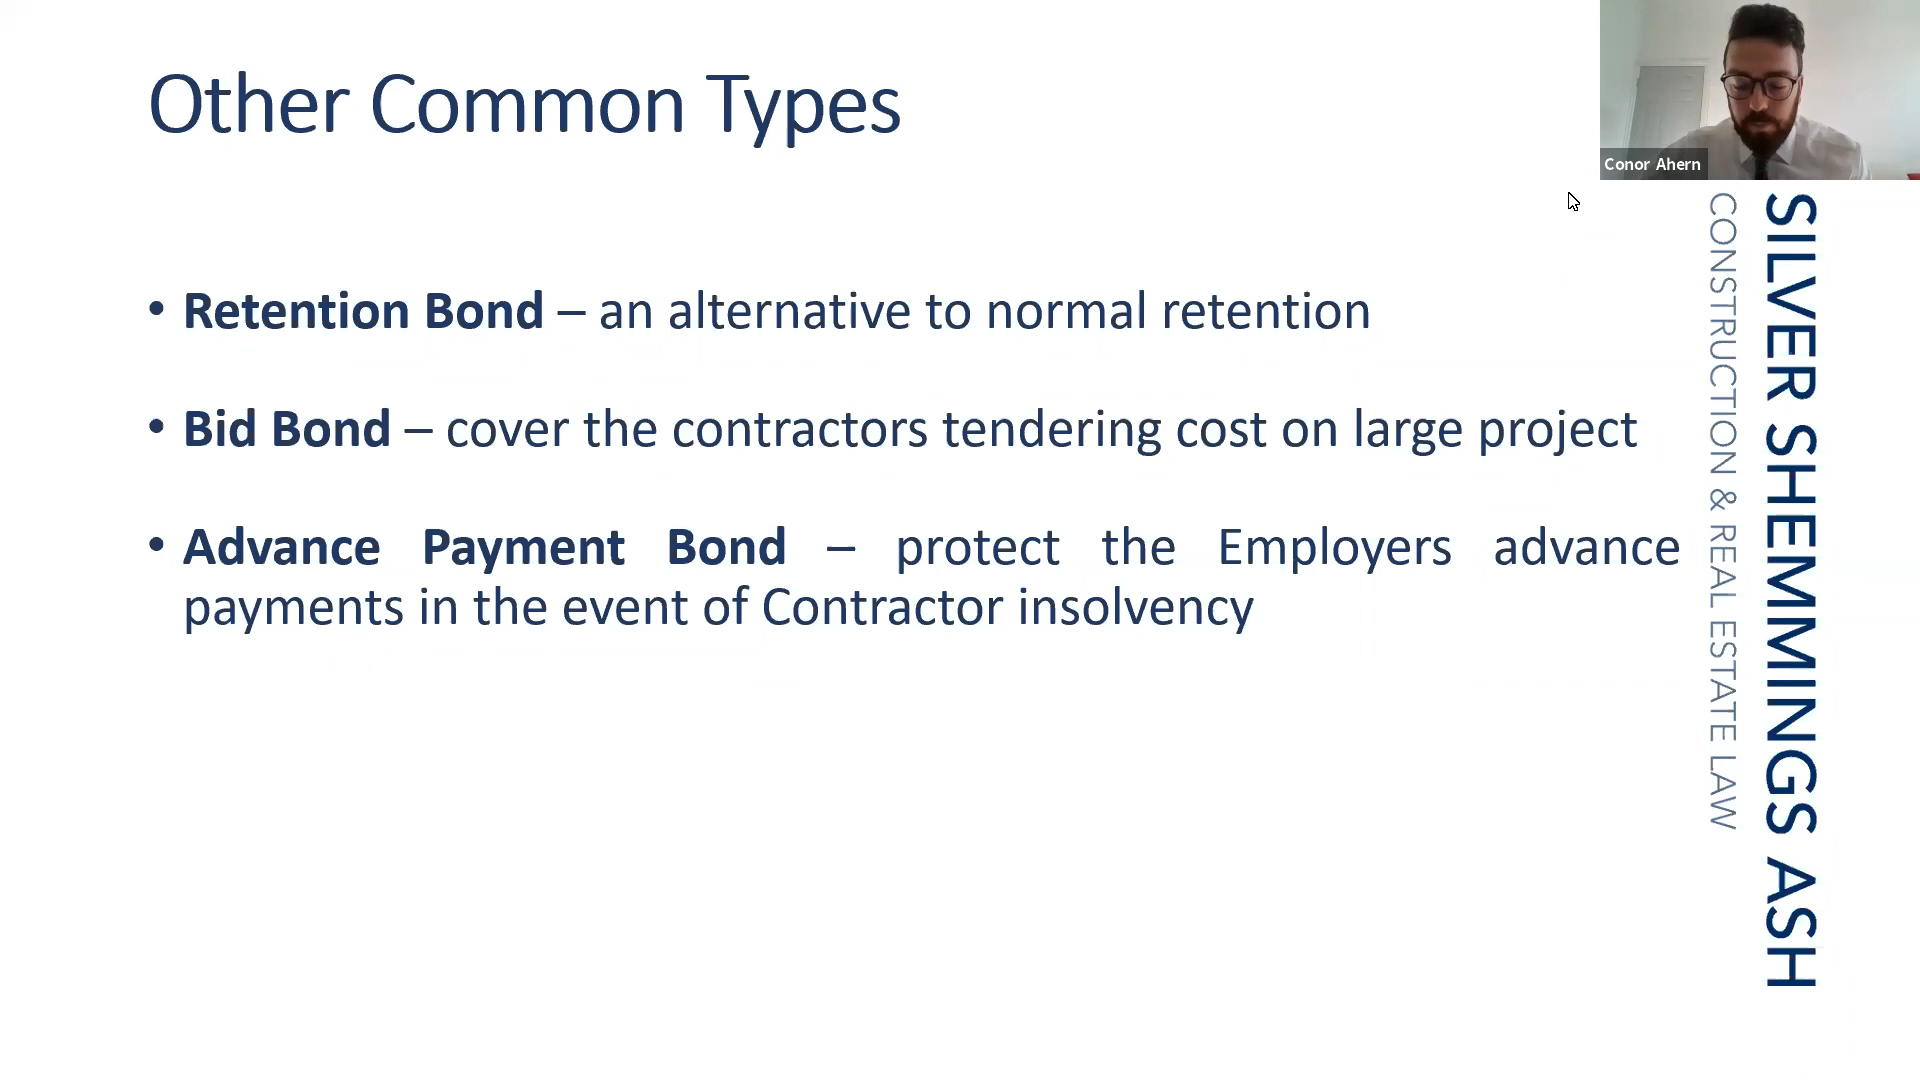 Other Common Types
Conor Ahern
• Retention Bond – an alternative to normal retention
• Bid Bond – cover the contractors tendering cost on large project
• Advance Payment Bond – protect the Employers advance
payments in the event of Contractor insolvency
SILVER SHEMMINGS ASH
CONSTRUCTION & REAL ESTATE LAW